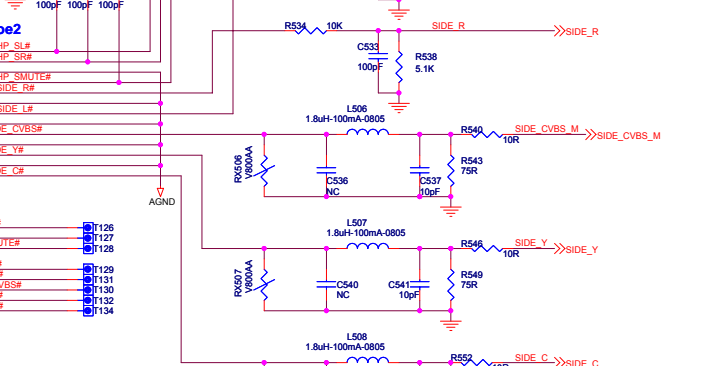 100pF 100pF 100pF
R534 10K SIDE_R SIDE_R
HP_SL#
HP_SR#
C533
100pF
R538
5.1K
HP_SMUTE#
SIDE_R#
SIDE_L#
L506
1.8uH-100mA-0805
R540 SIDE_CVBS_M SIDE_CVBS_M
10R
RX506
V800AA
C536
NC
C537
10pF
R543
75R
AGND
L507
1.8uH-100mA-0805
R546 SIDE_Y SIDE_Y
10R
RX507
V800AA
C540
NC
C541
10pF
R549
75R
T126
T127
T128
T129
T131
T130
T132
T134
L508
1.8uH-100mA-0805
R552 SIDE_C SIDE_C